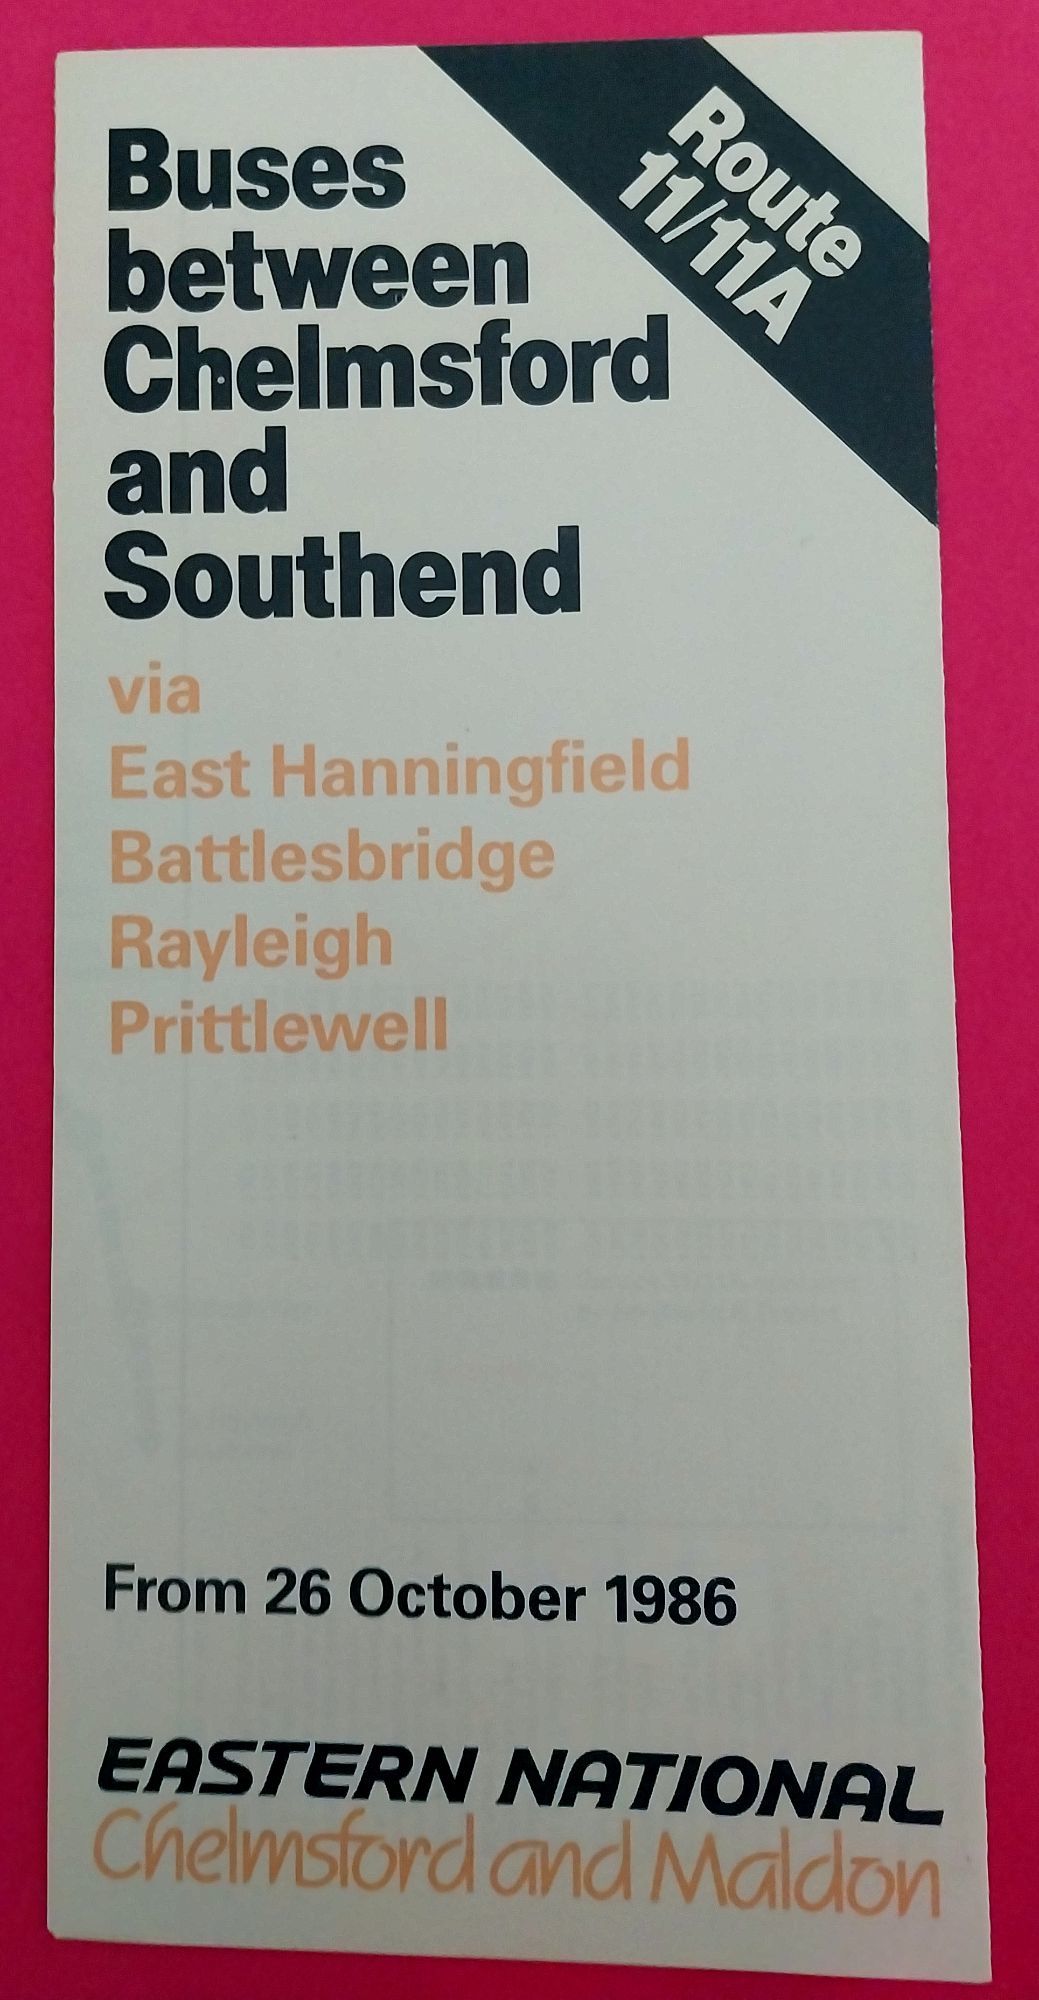 Route
11/11A
Buses
between
Chelmsford
and
Southend
via
East Hanningfield
Battlesbridge
Rayleigh
Prittlewell
From 26 October 1986
EASTERN NATIONAL
Chelmsford and Maldon